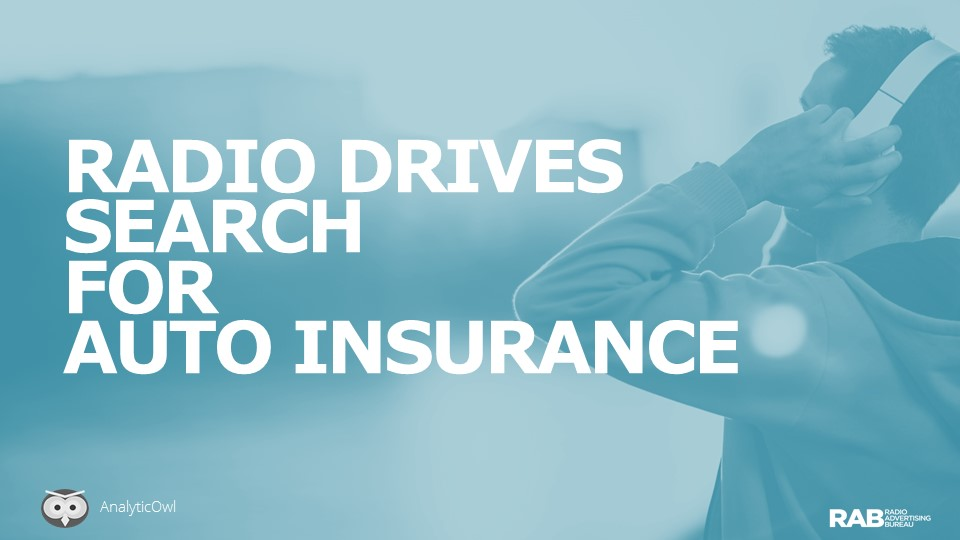 RADIO DRIVES
SEARCH
FOR
AUTO INSURANCE
AnalyticOwl
RAB RADIO
ADVERTISING
BUREAU